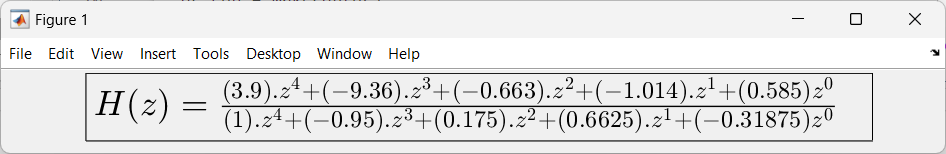 Figure 1
File Edit View Insert Tools Desktop Window Help
H(z) = \frac{(3.9).z^4+(-9.36).z^3+(-0.663).z^2+(-1.014).z^1+(0.585)z^0}{(1).z^4+(-0.95).z^3+(0.175).z^2+(0.6625).z^1+(-0.31875)z^0}